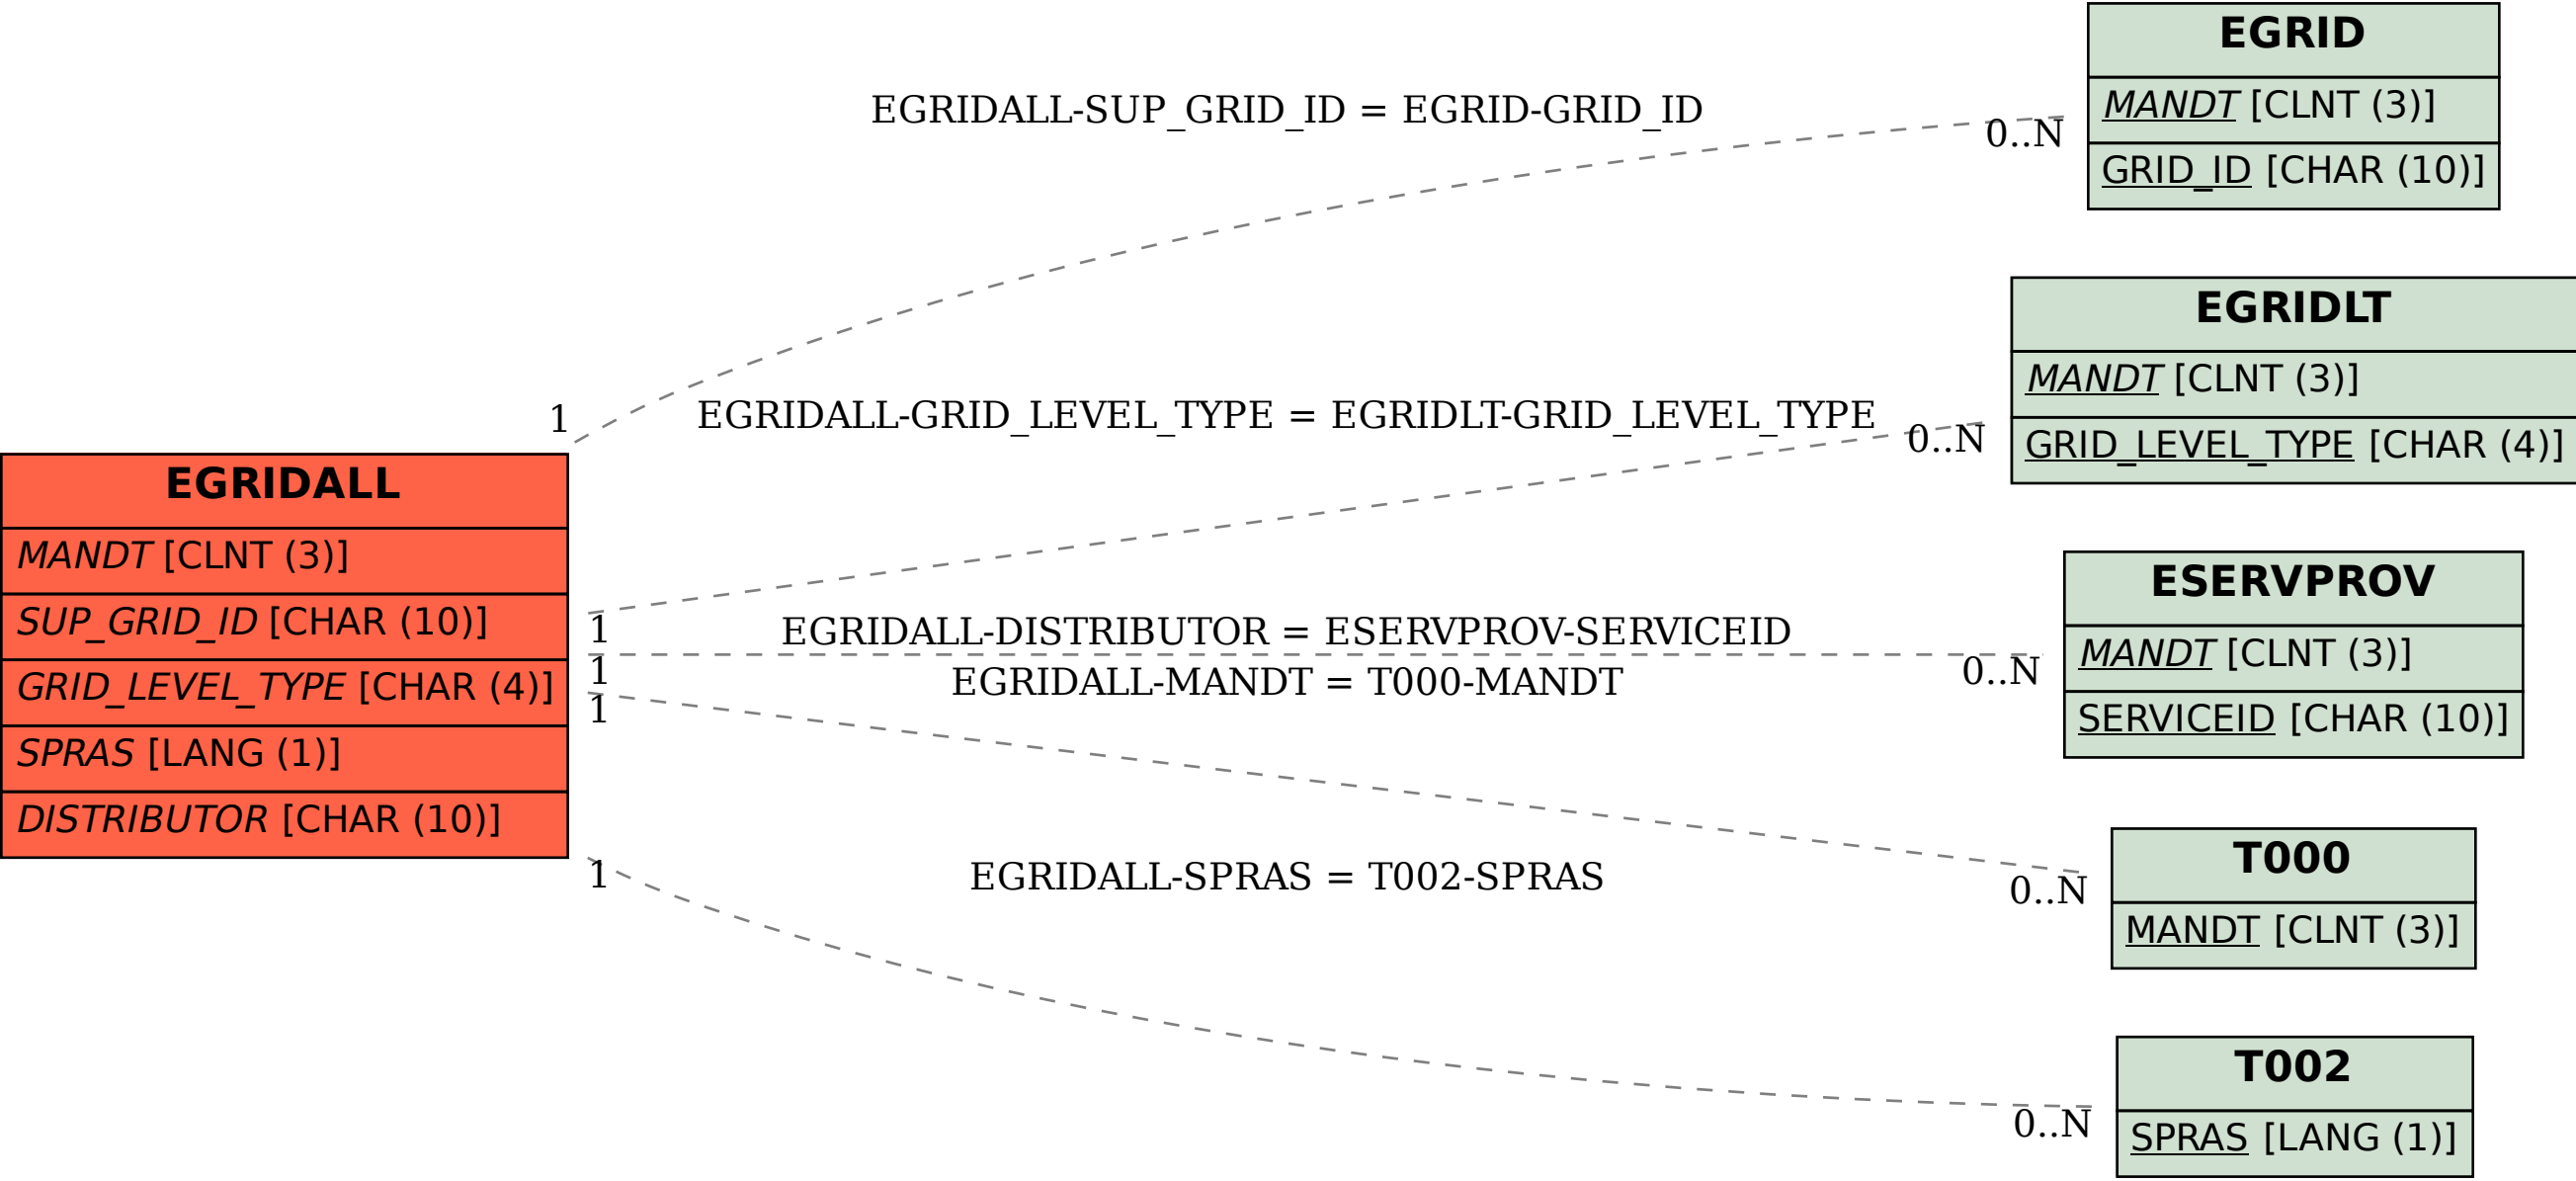 EGRID
MANDT [CLNT (3)]
GRID_ID [CHAR (10)]
EGRIDALL-SUP_GRID_ID = EGRID-GRID_ID
0..N
1
EGRIDLT
MANDT [CLNT (3)]
GRID_LEVEL_TYPE [CHAR (4)]
EGRIDALL-GRID_LEVEL_TYPE = EGRIDLT-GRID_LEVEL_TYPE
0..N
1
EGRIDALL
MANDT [CLNT (3)]
SUP_GRID_ID [CHAR (10)]
GRID_LEVEL_TYPE [CHAR (4)]
SPRAS [LANG (1)]
DISTRIBUTOR [CHAR (10)]
ESERVPROV
MANDT [CLNT (3)]
SERVICEID [CHAR (10)]
EGRIDALL-DISTRIBUTOR = ESERVPROV-SERVICEID
0..N
1
EGRIDALL-MANDT = T000-MANDT
1
0..N
T000
MANDT [CLNT (3)]
EGRIDALL-SPRAS = T002-SPRAS
1
0..N
T002
SPRAS [LANG (1)]